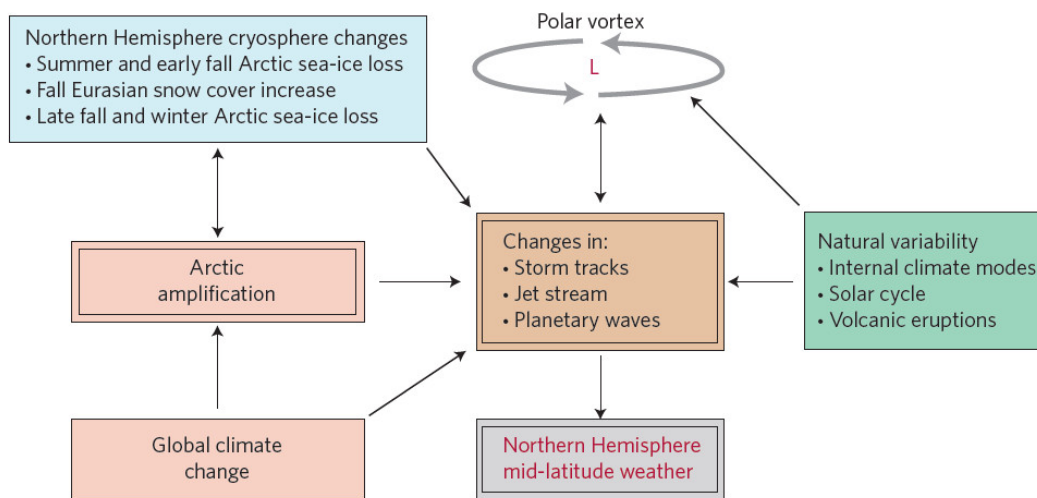 Northern Hemisphere cryosphere changes
• Summer and early fall Arctic sea-ice loss
• Fall Eurasian snow cover increase
• Late fall and winter Arctic sea-ice loss
Polar vortex
L
Arctic
amplification
Changes in:
• Storm tracks
• Jet stream
• Planetary waves
Natural variability
• Internal climate modes
• Solar cycle
• Volcanic eruptions
Global climate
change
Northern Hemisphere
mid-latitude weather